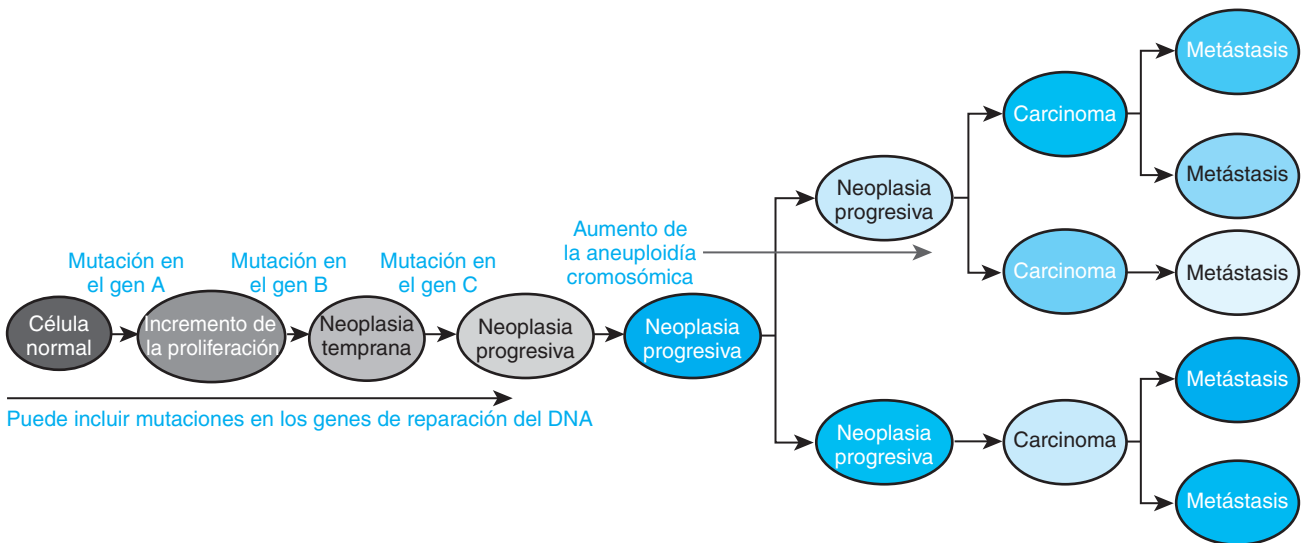 Mutación en
el gen A
Mutación en
el gen B
Mutación en
el gen C
Aumento de
la aneuploidía
cromosómica
Célula
normal
Incremento de
la proliferación
Neoplasia
temprana
Neoplasia
progresiva
Neoplasia
progresiva
Puede incluir mutaciones en los genes de reparación del DNA
Neoplasia
progresiva
Carcinoma
Metástasis
Metástasis
Carcinoma
Metástasis
Neoplasia
progresiva
Carcinoma
Metástasis
Metástasis